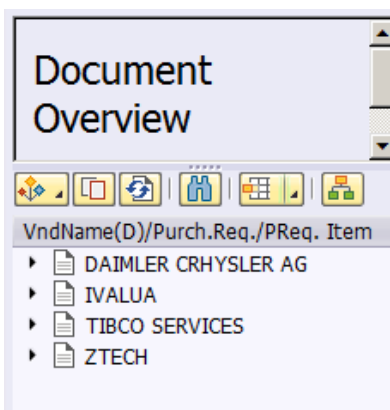 Document
Overview
VndName(D)/Purch.Req./PReq. Item
DAIMLER CRHYSLER AG
IVALUA
TIBCO SERVICES
ZTECH